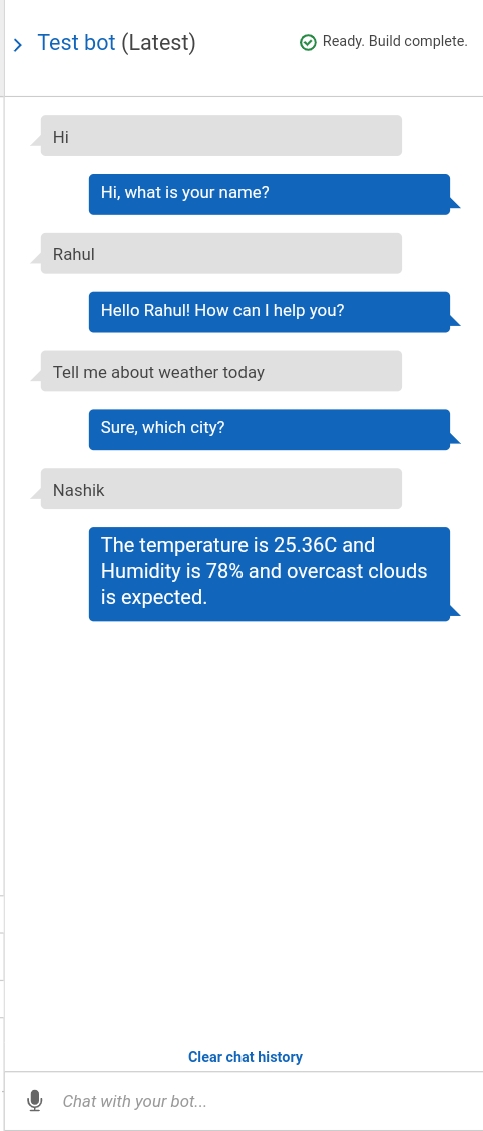 Test bot (Latest)
Ready. Build complete.
Hi
Hi, what is your name?
Rahul
Hello Rahul! How can I help you?
Tell me about weather today
Sure, which city?
Nashik
The temperature is 25.36C and
Humidity is 78% and overcast clouds
is expected.
Clear chat history
Chat with your bot...